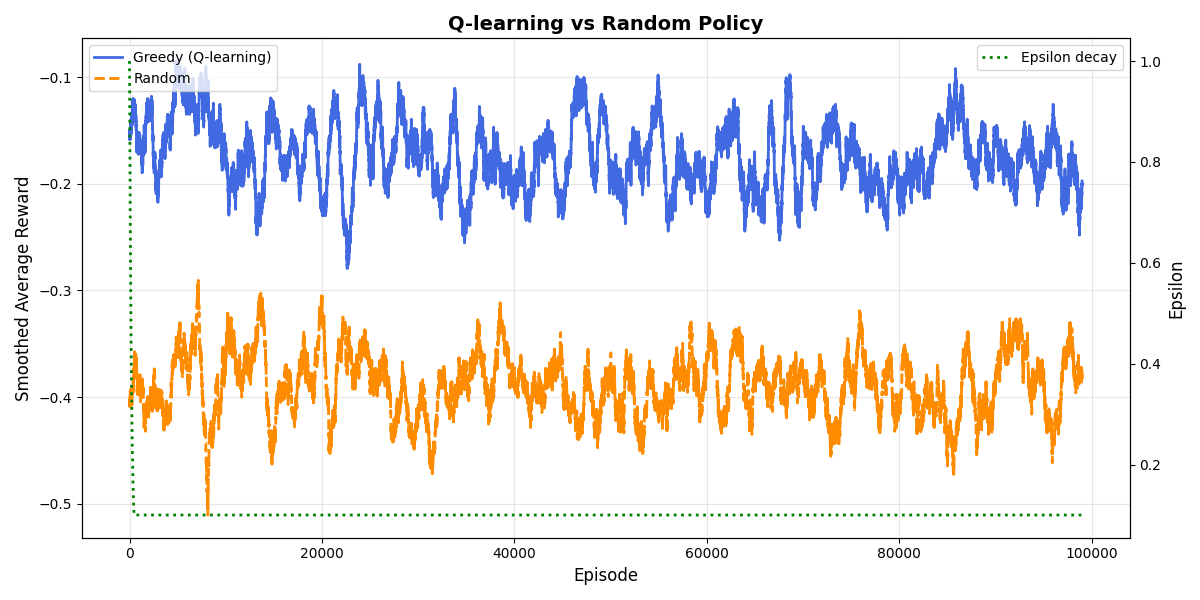 Q-learning vs Random Policy
Greedy (Q-learning)
Random
Epsilon decay
Smoothed Average Reward
−0.1
−0.2
−0.3
−0.4
−0.5
1.0
0.8
0.6
0.4
0.2
Epsilon
0 20000 40000 60000 80000 100000
Episode